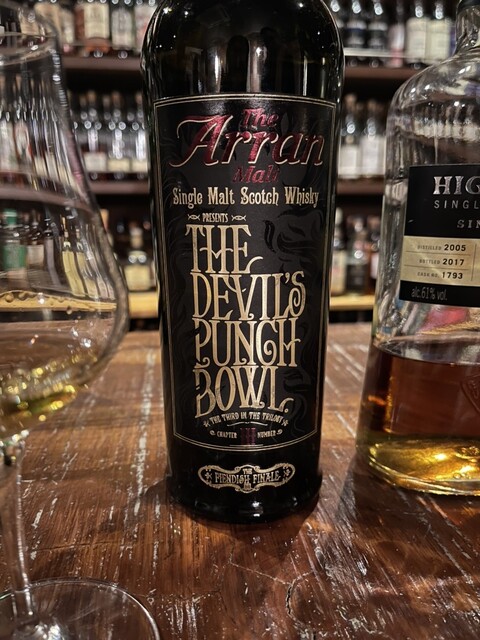 The
Arran
Malt
Single Malt Scotch Whisky
PRESENTS
THE
DEVIL'S
PUNCH
BOWL
THE THIRD IN THE TRILOGY
CHAPTER III NUMBER
THE
FIENDISH FINALE
HIG
SINGL
SIN
DISTILLED 2005
BOTTLED 2017
CASK NO. 1793
alc. 61% vol.